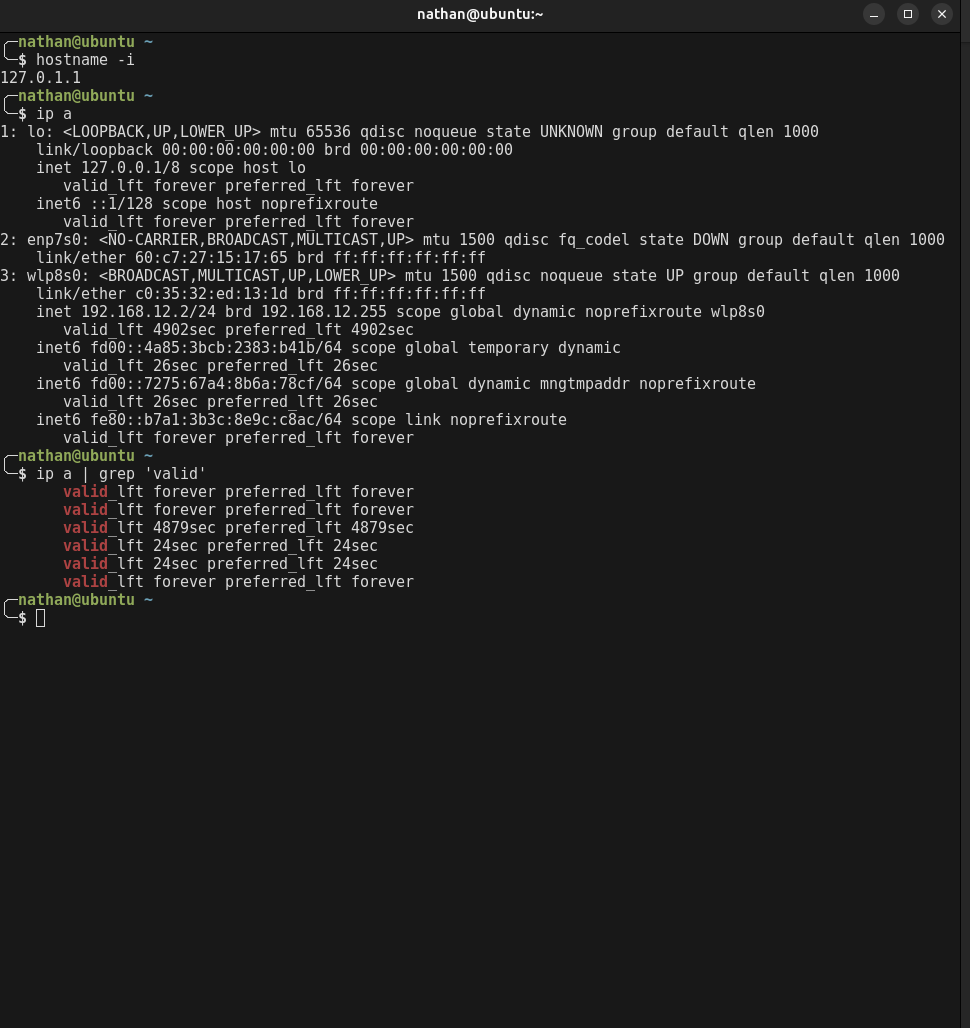 nathan@ubuntu:~
nathan@ubuntu ~
$ hostname -i
127.0.1.1
nathan@ubuntu ~
$ ip a
1: lo: <LOOPBACK,UP,LOWER_UP> mtu 65536 qdisc noqueue state UNKNOWN group default qlen 1000
    link/loopback 00:00:00:00:00:00 brd 00:00:00:00:00:00
    inet 127.0.0.1/8 scope host lo
       valid_lft forever preferred_lft forever
    inet6 ::1/128 scope host noprefixroute
       valid_lft forever preferred_lft forever
2: enp7s0: <NO-CARRIER,BROADCAST,MULTICAST,UP> mtu 1500 qdisc fq_codel state DOWN group default qlen 1000
    link/ether 60:c7:27:15:17:65 brd ff:ff:ff:ff:ff:ff
3: wlp8s0: <BROADCAST,MULTICAST,UP,LOWER_UP> mtu 1500 qdisc noqueue state UP group default qlen 1000
    link/ether c0:35:32:ed:13:1d brd ff:ff:ff:ff:ff:ff
    inet 192.168.12.2/24 brd 192.168.12.255 scope global dynamic noprefixroute wlp8s0
       valid_lft 4902sec preferred_lft 4902sec
    inet6 fd00::4a85:3bcb:2383:b41b/64 scope global temporary dynamic
       valid_lft 26sec preferred_lft 26sec
    inet6 fd00::7275:67a4:8b6a:78cf/64 scope global dynamic mngtmpaddr noprefixroute
       valid_lft 26sec preferred_lft 26sec
    inet6 fe80::b7a1:3b3c:8e9c:c8ac/64 scope link noprefixroute
       valid_lft forever preferred_lft forever
nathan@ubuntu ~
$ ip a | grep 'valid'
       valid_lft forever preferred_lft forever
       valid_lft forever preferred_lft forever
       valid_lft 4879sec preferred_lft 4879sec
       valid_lft 24sec preferred_lft 24sec
       valid_lft 24sec preferred_lft 24sec
       valid_lft forever preferred_lft forever
nathan@ubuntu ~
$